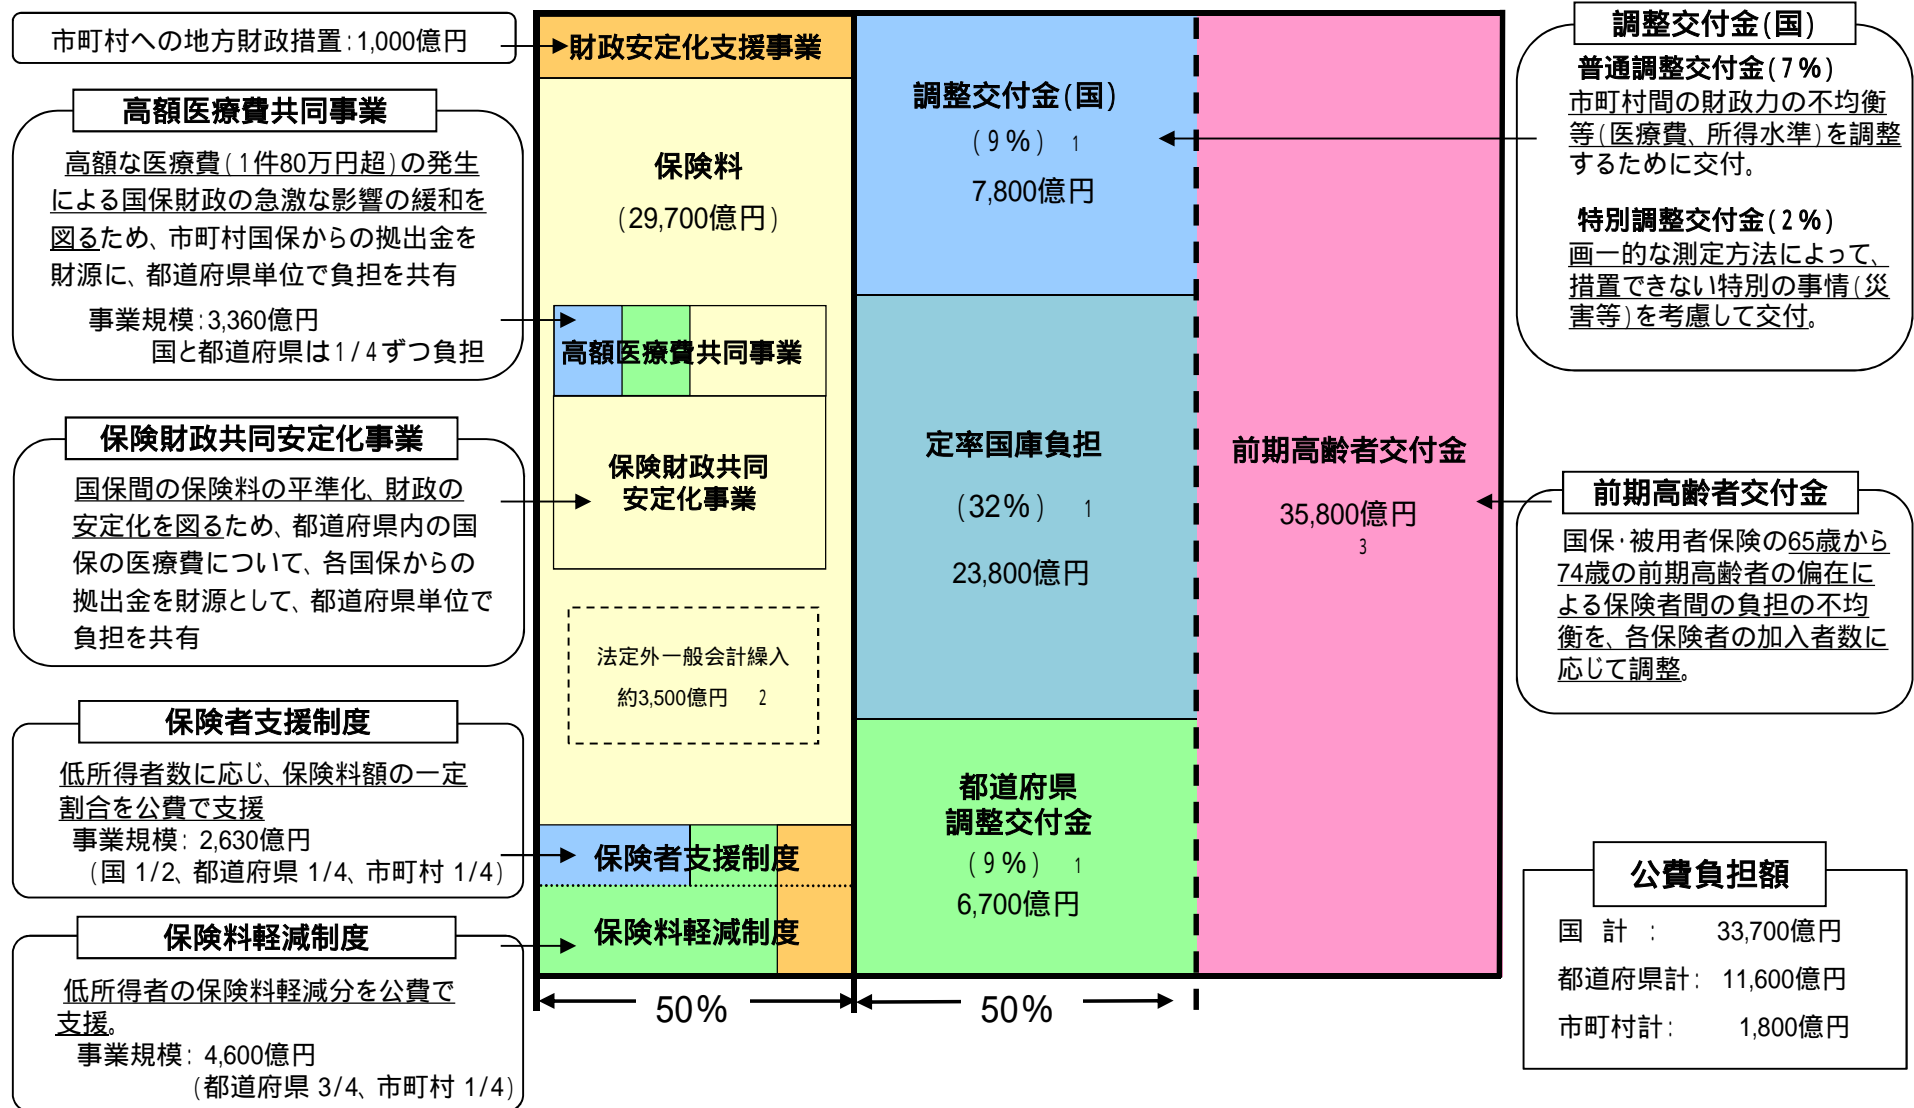 市町村への地方財政措置：1,000億円
高額医療費共同事業
高額な医療費（1件80万円超）の発生
による国保財政の急激な影響の緩和を
図るため、市町村国保からの拠出金を
財源に、都道府県単位で負担を共有
事業規模：3,360億円
国と都道府県は1/4ずつ負担
保険財政共同安定化事業
国保間の保険料の平準化、財政の
安定化を図るため、都道府県内の国
保の医療費について、各国保からの
拠出金を財源として、都道府県単位で
負担を共有
保険者支援制度
低所得者数に応じ、保険料額の一定
割合を公費で支援
事業規模：2,630億円
（国 1/2、都道府県 1/4、市町村 1/4）
保険料軽減制度
低所得者の保険料軽減分を公費で
支援。
事業規模：4,600億円
（都道府県 3/4、市町村 1/4）
財政安定化支援事業
保険料
（29,700億円）
高額医療費共同事業
保険財政共同
安定化事業
法定外一般会計繰入
約3,500億円 2
保険者支援制度
保険料軽減制度
50%
調整交付金（国）
（9%） 1
7,800億円
定率国庫負担
（32%） 1
23,800億円
都道府県
調整交付金
（9%） 1
6,700億円
50%
前期高齢者交付金
35,800億円
3
調整交付金（国）
普通調整交付金（7%）
市町村間の財政力の不均衡
等（医療費、所得水準）を調整
するために交付。
特別調整交付金（2%）
画一的な測定方法によって、
措置できない特別の事情（災
害等）を考慮して交付。
前期高齢者交付金
国保・被用者保険の65歳から
74歳の前期高齢者の偏在に
よる保険者間の負担の不均
衡を、各保険者の加入者数に
応じて調整。
公費負担額
国 計 ： 33,700億円
都道府県計： 11,600億円
市町村計： 1,800億円